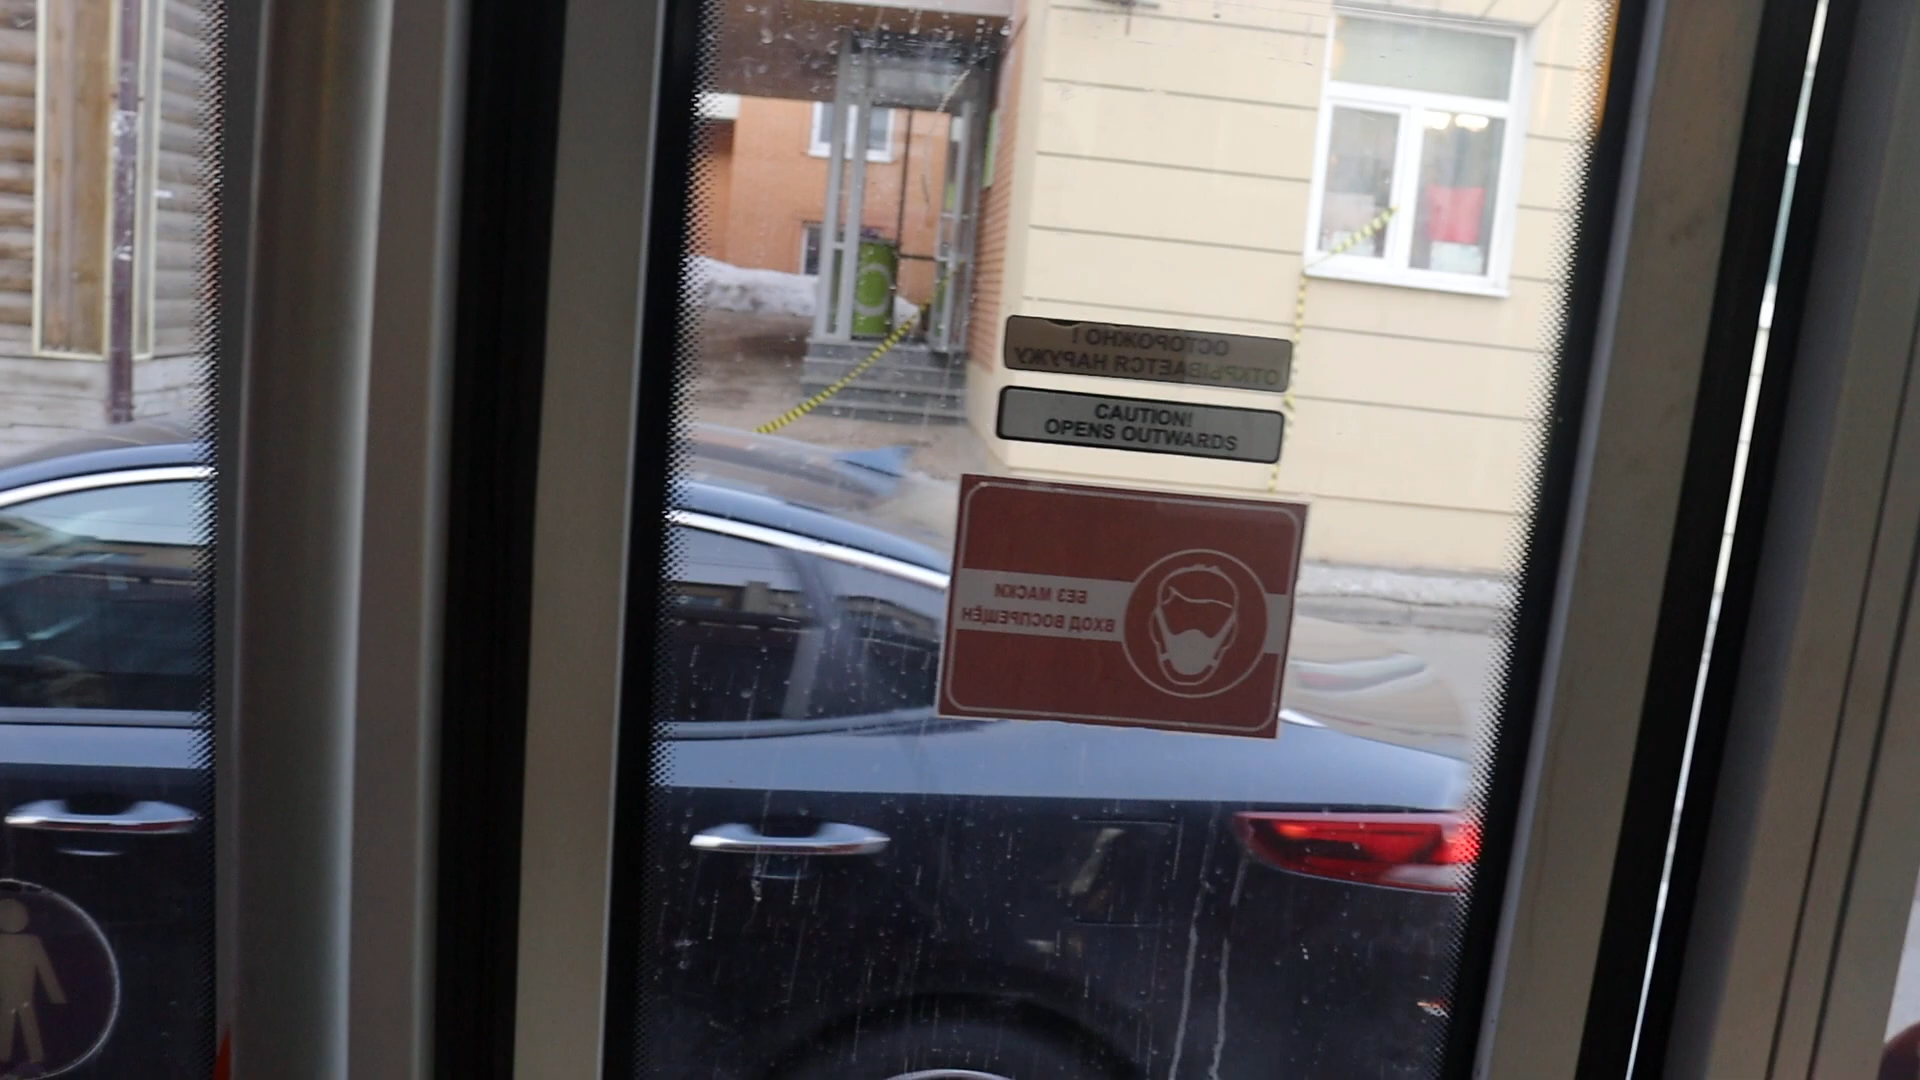 ОСТОРОЖНО !
ОТКРЫВАЕТСЯ НАРУЖУ
CAUTION!
OPENS OUTWARDS
БЕЗ МАСКИ
ВХОД ВОСПРЕЩЁН